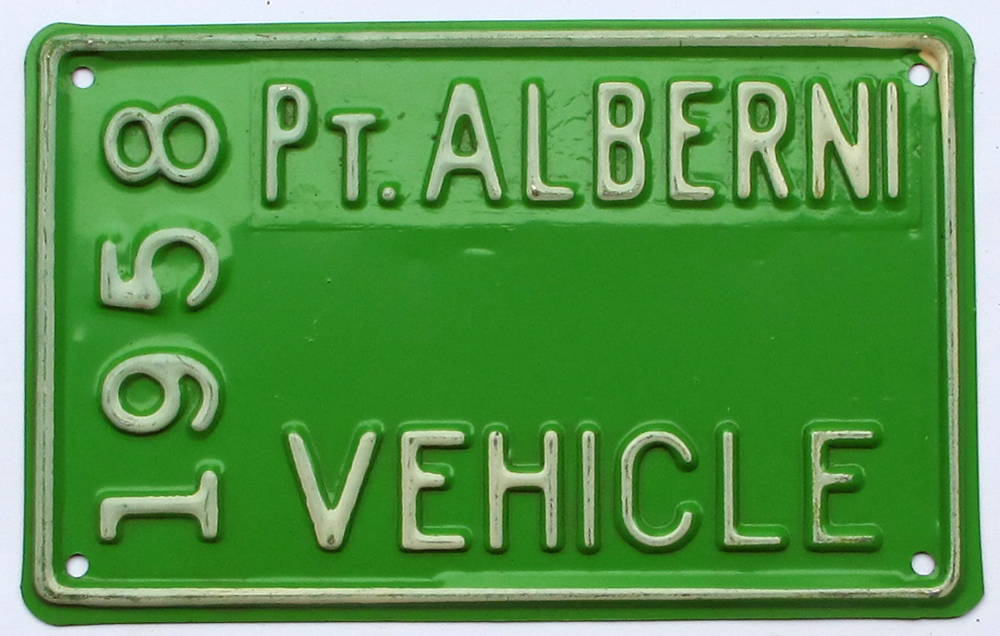 1958
PT. ALBERNI
VEHICLE